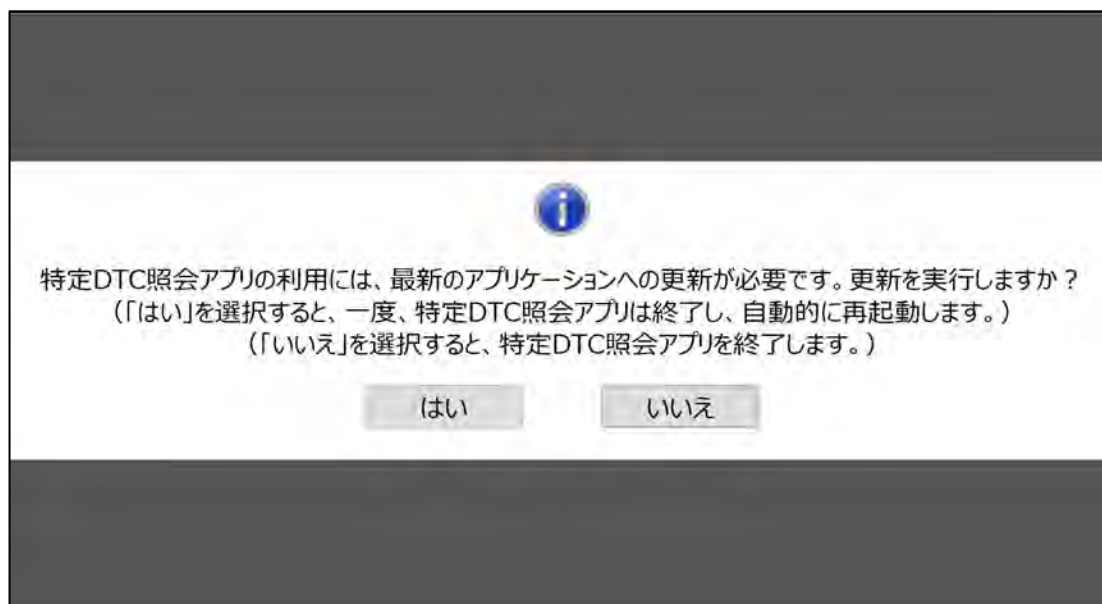 特定DTC照会アプリの利用には、最新のアプリケーションへの更新が必要です。更新を実行しますか？
（「はい」を選択すると、一度、特定DTC照会アプリは終了し、自動的に再起動します。）
（「いいえ」を選択すると、特定DTC照会アプリを終了します。）
はい いいえ